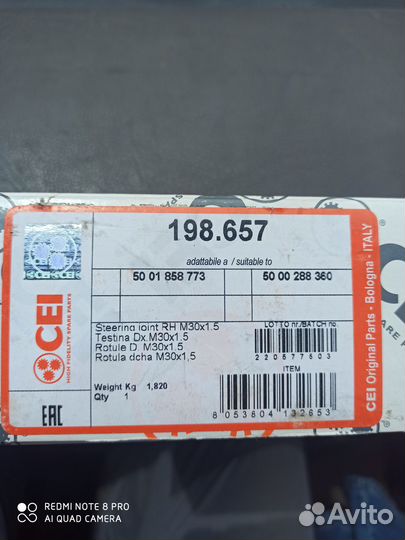 198.657
adattabile a / suitable to
50 01 858 773
50 00 288 360
Steering joint RH M30x1.5
Testina Dx.M30x1.5
Rotule D. M30x1.5
Rotula dcha M30x1,5
LOTTO nr./BATCH no
220577503
ITEM
8 053804 132653
Weight Kg 1,820
Qty 1
CEI
CEI
HIGH FIDELITY SPARE PARTS
EAC
CEI Original Parts - Bologna - ITALY
REDMI NOTE 8 PRO
AI QUAD CAMERA
Avito